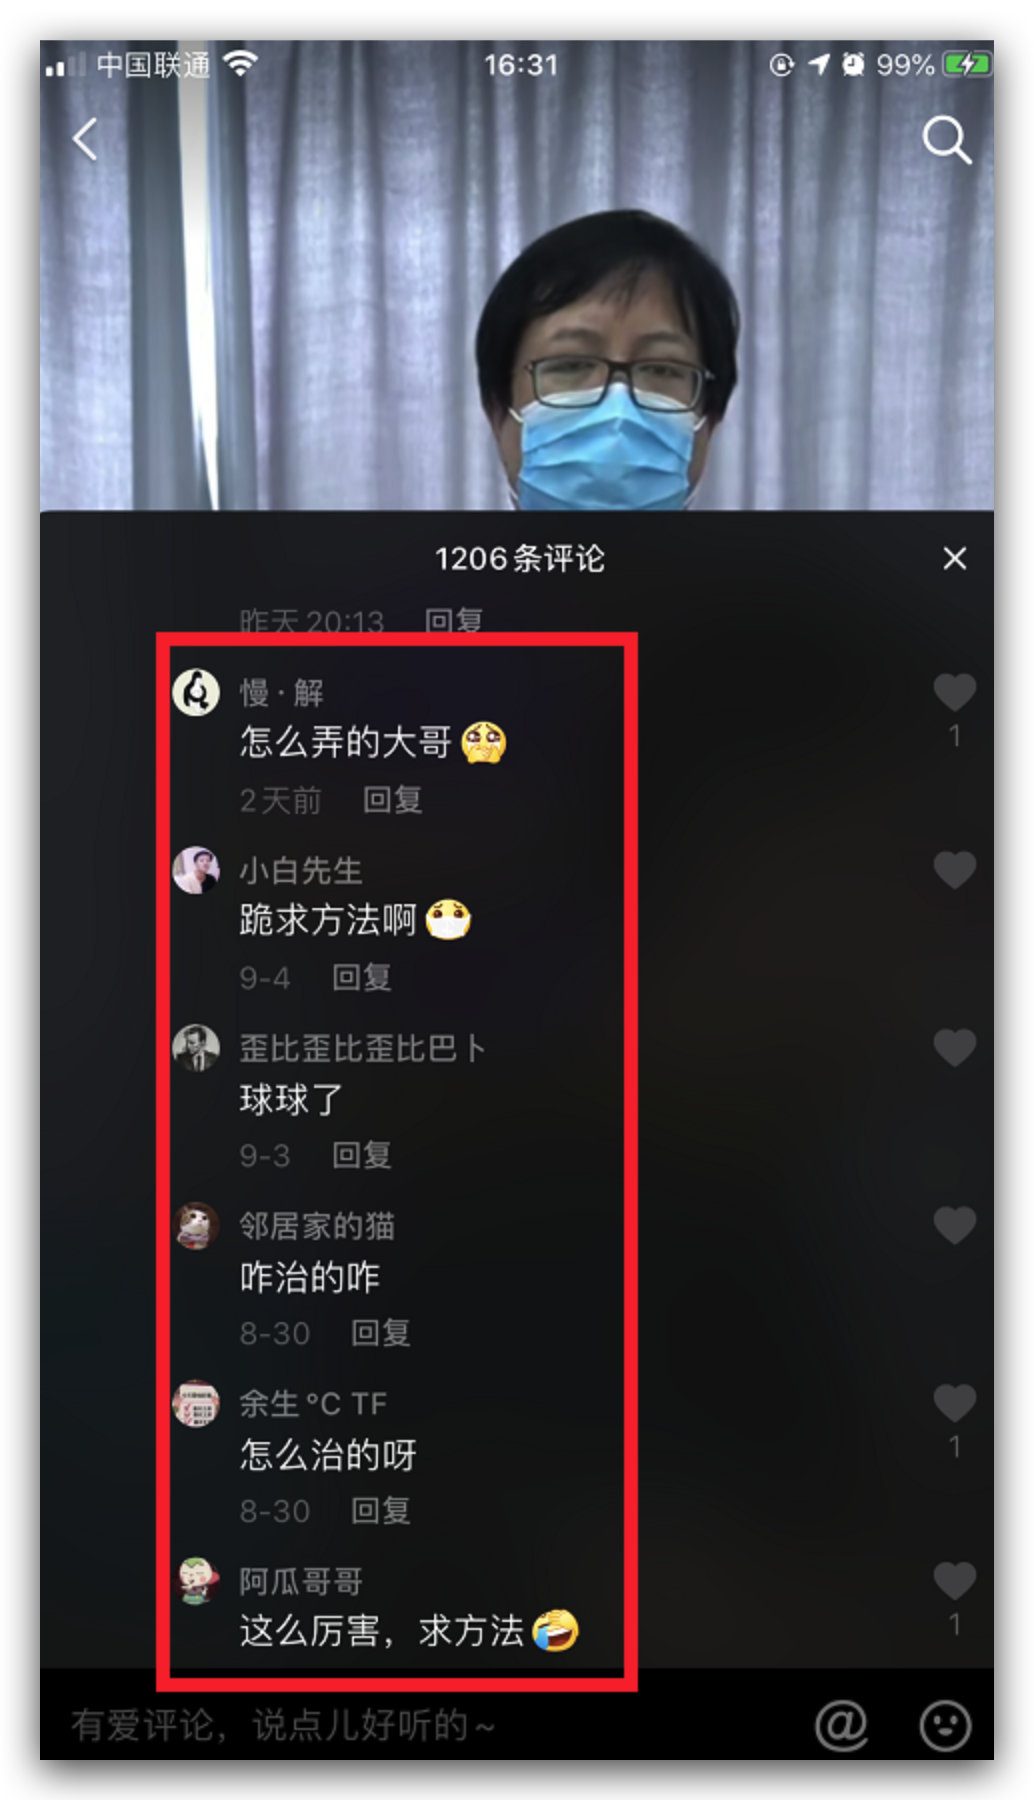 中国联通
16:31
99%
1206条评论
昨天 20:13 回复
慢·解
怎么弄的大哥
2天前 回复
1
小白先生
跪求方法啊
9-4 回复
歪比歪比歪比巴卜
球球了
9-3 回复
邻居家的猫
咋治的咋
8-30 回复
余生°C TF
怎么治的呀
8-30 回复
1
阿瓜哥哥
这么厉害，求方法
1
有爱评论，说点儿好听的~
@